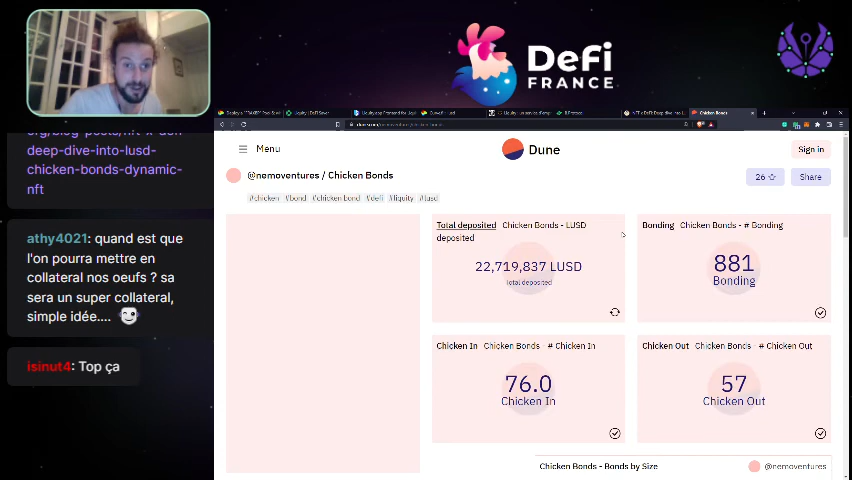 org/blog-posts/nft-x-defi-
deep-dive-into-lusd-
chicken-bonds-dynamic-
nft
athy4021: quand est que
l'on pourra mettre en
collateral nos oeufs ? sa
sera un super collateral,
simple idée....
isinut4: Top ça
DeFi
FRANCE
Chicken Bonds
Menu
Dune
Sign in
@nemoventures / Chicken Bonds
26
Share
#chicken #bond #chicken bond #defi #liquity #lusd
Total deposited Chicken Bonds - LUSD
deposited
22,719,837 LUSD
Total deposited
Bonding Chicken Bonds - # Bonding
881
Bonding
Chicken In Chicken Bonds - # Chicken In
76.0
Chicken In
Chicken Out Chicken Bonds - # Chicken Out
57
Chicken Out
Chicken Bonds - Bonds by Size
@nemoventures